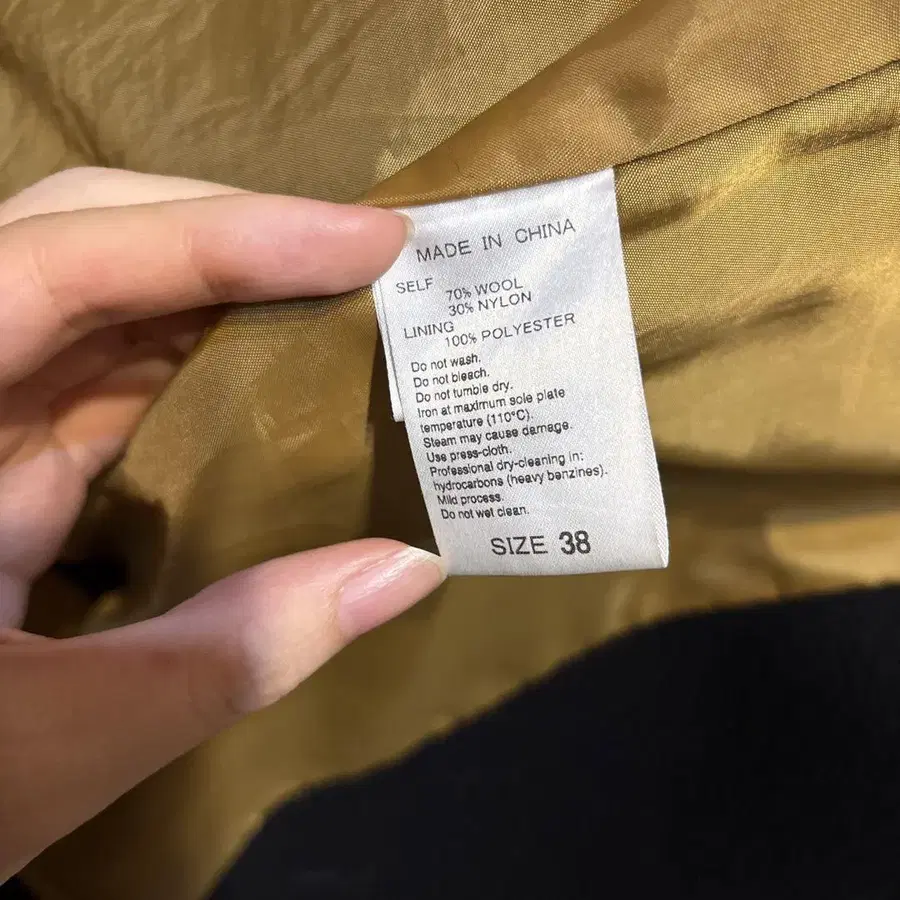 MADE IN CHINA
SELF
70% WOOL
30% NYLON
LINING
100% POLYESTER
Do not wash.
Do not bleach.
Do not tumble dry.
Iron at maximum sole plate
temperature (110°C).
Steam may cause damage.
Use press-cloth.
Professional dry-cleaning in:
hydrocarbons (heavy benzines).
Mild process.
Do not wet clean.
SIZE 38